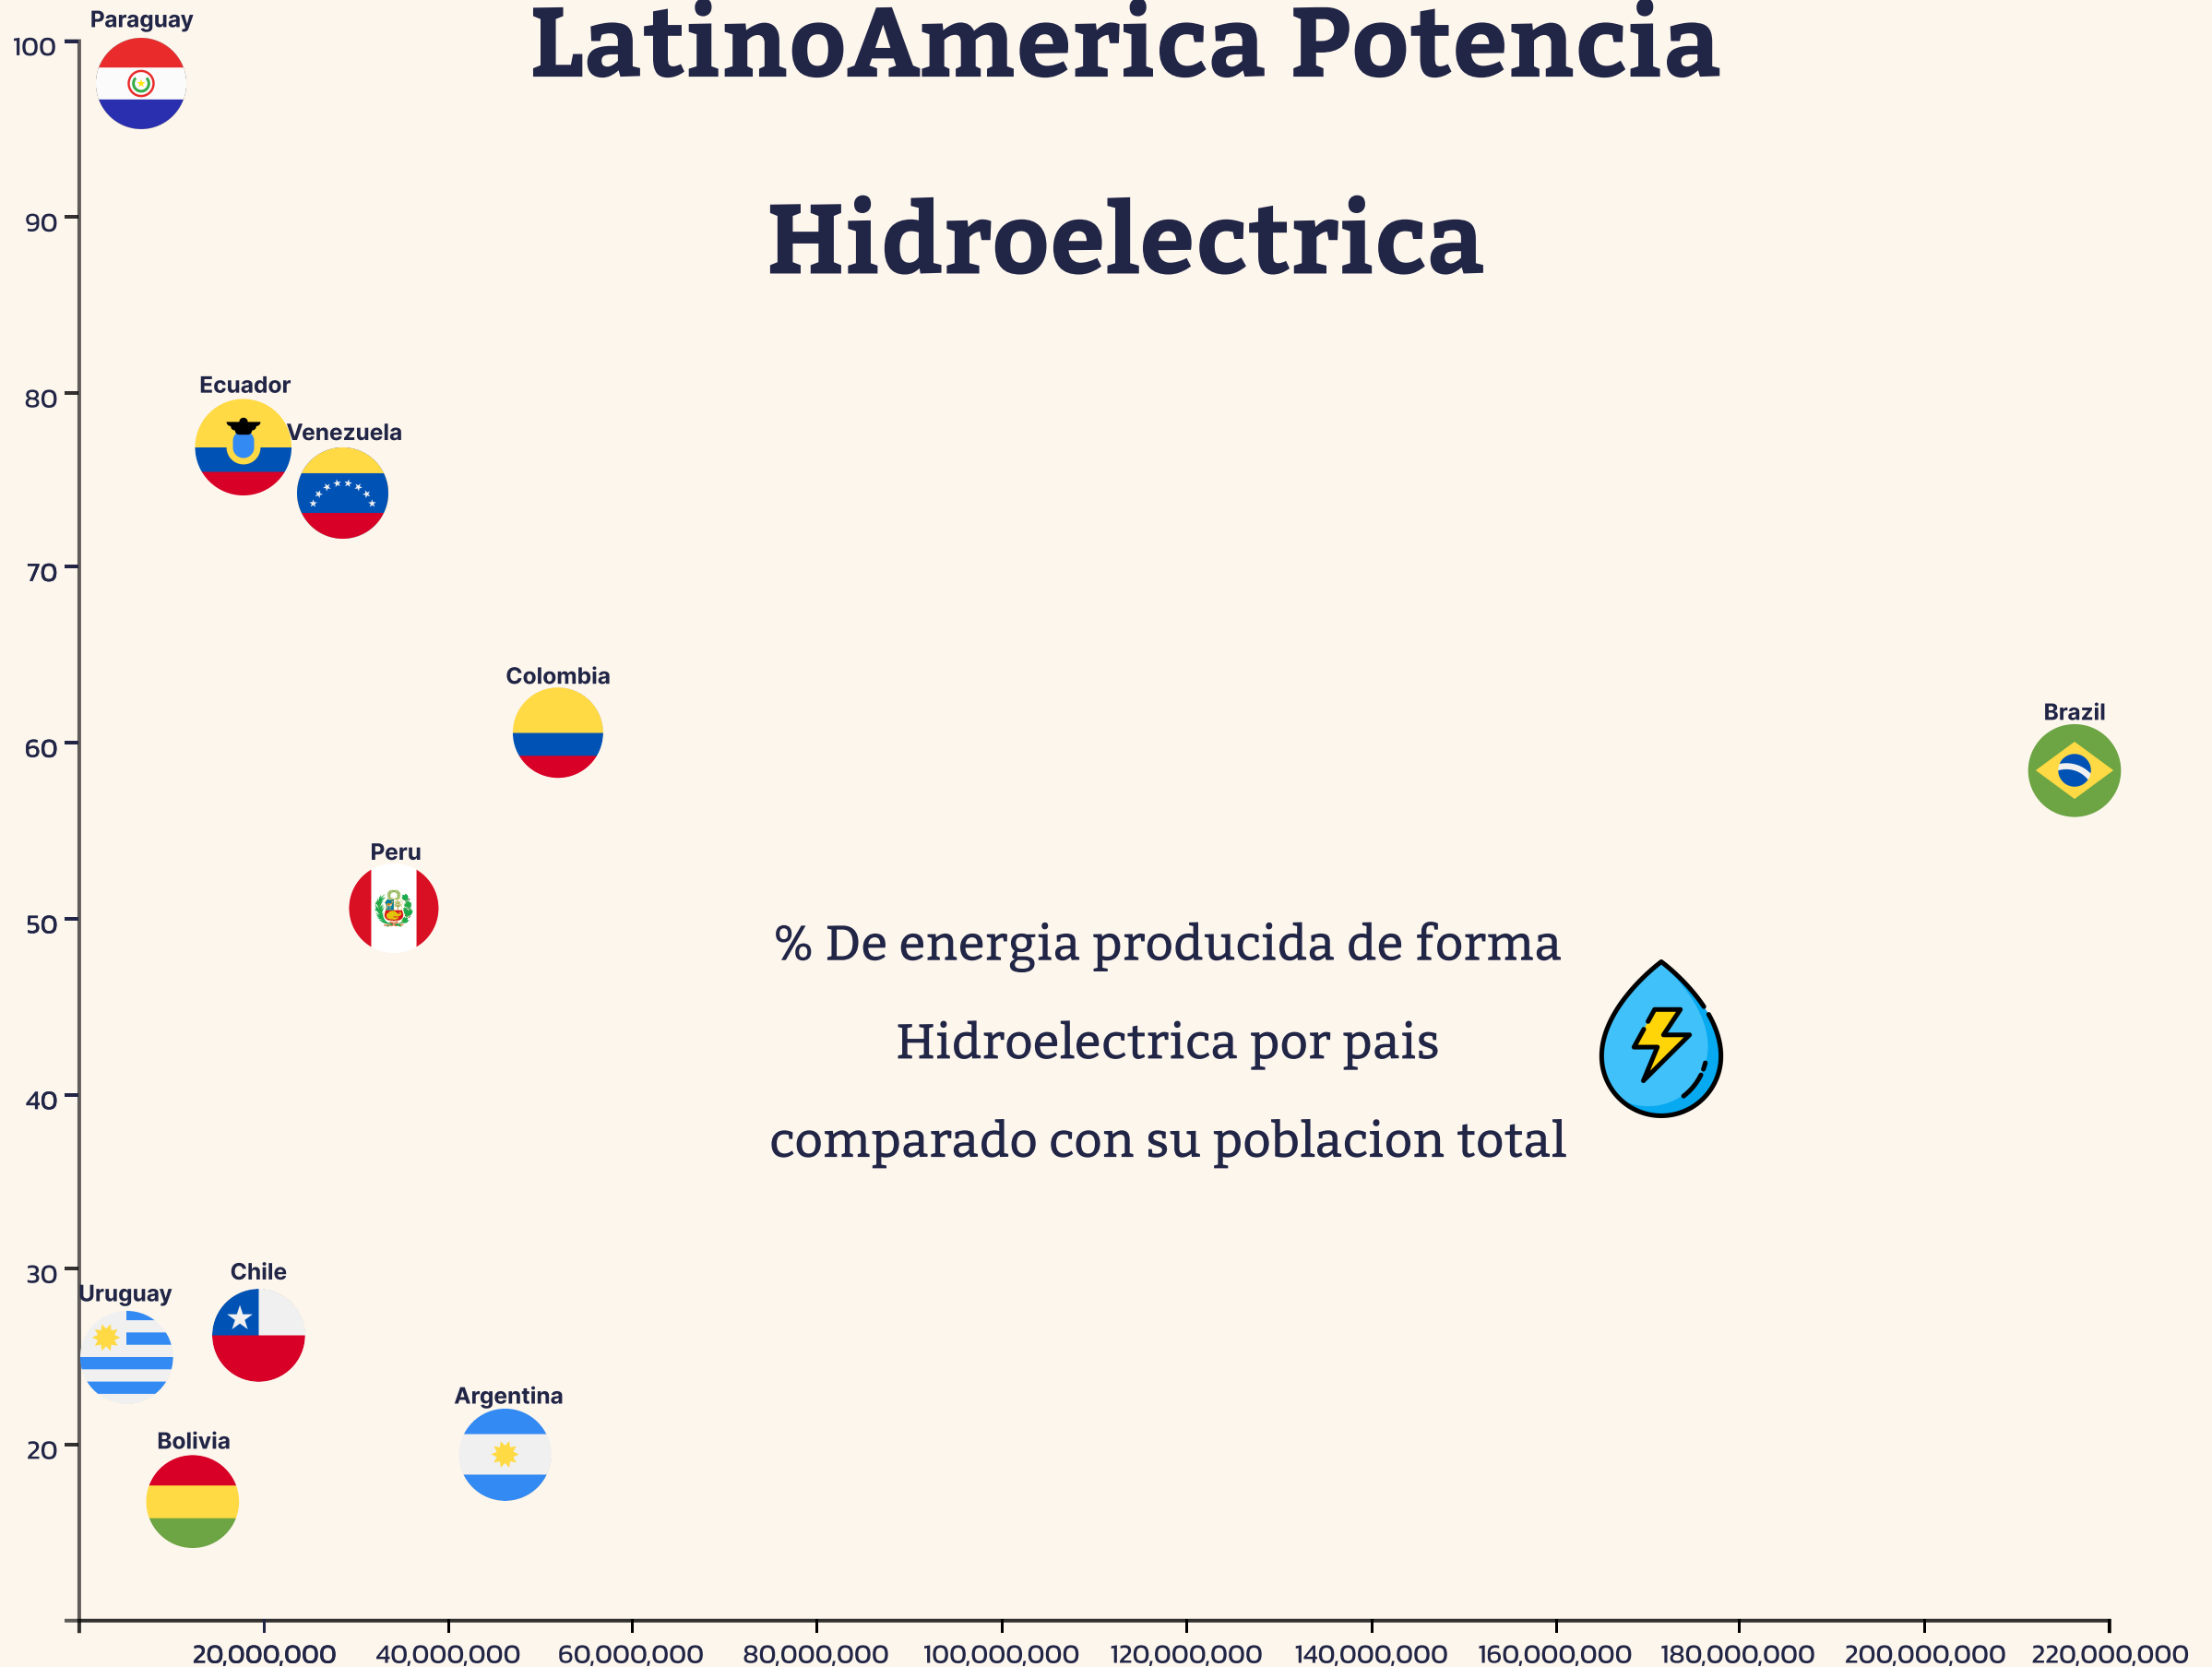 LatinoAmerica Potencia
Hidroelectrica
Paraguay
100
90
Ecuador
80
Venezuela
70
Colombia
Brazil
60
Peru
50
% De energia producida de forma
Hidroelectrica por pais
comparado con su poblacion total
40
Chile
30
Uruguay
Argentina
Bolivia
20
20,000,000 40,000,000 60,000,000 80,000,000 100,000,000 120,000,000 140,000,000 160,000,000 180,000,000 200,000,000 220,000,000